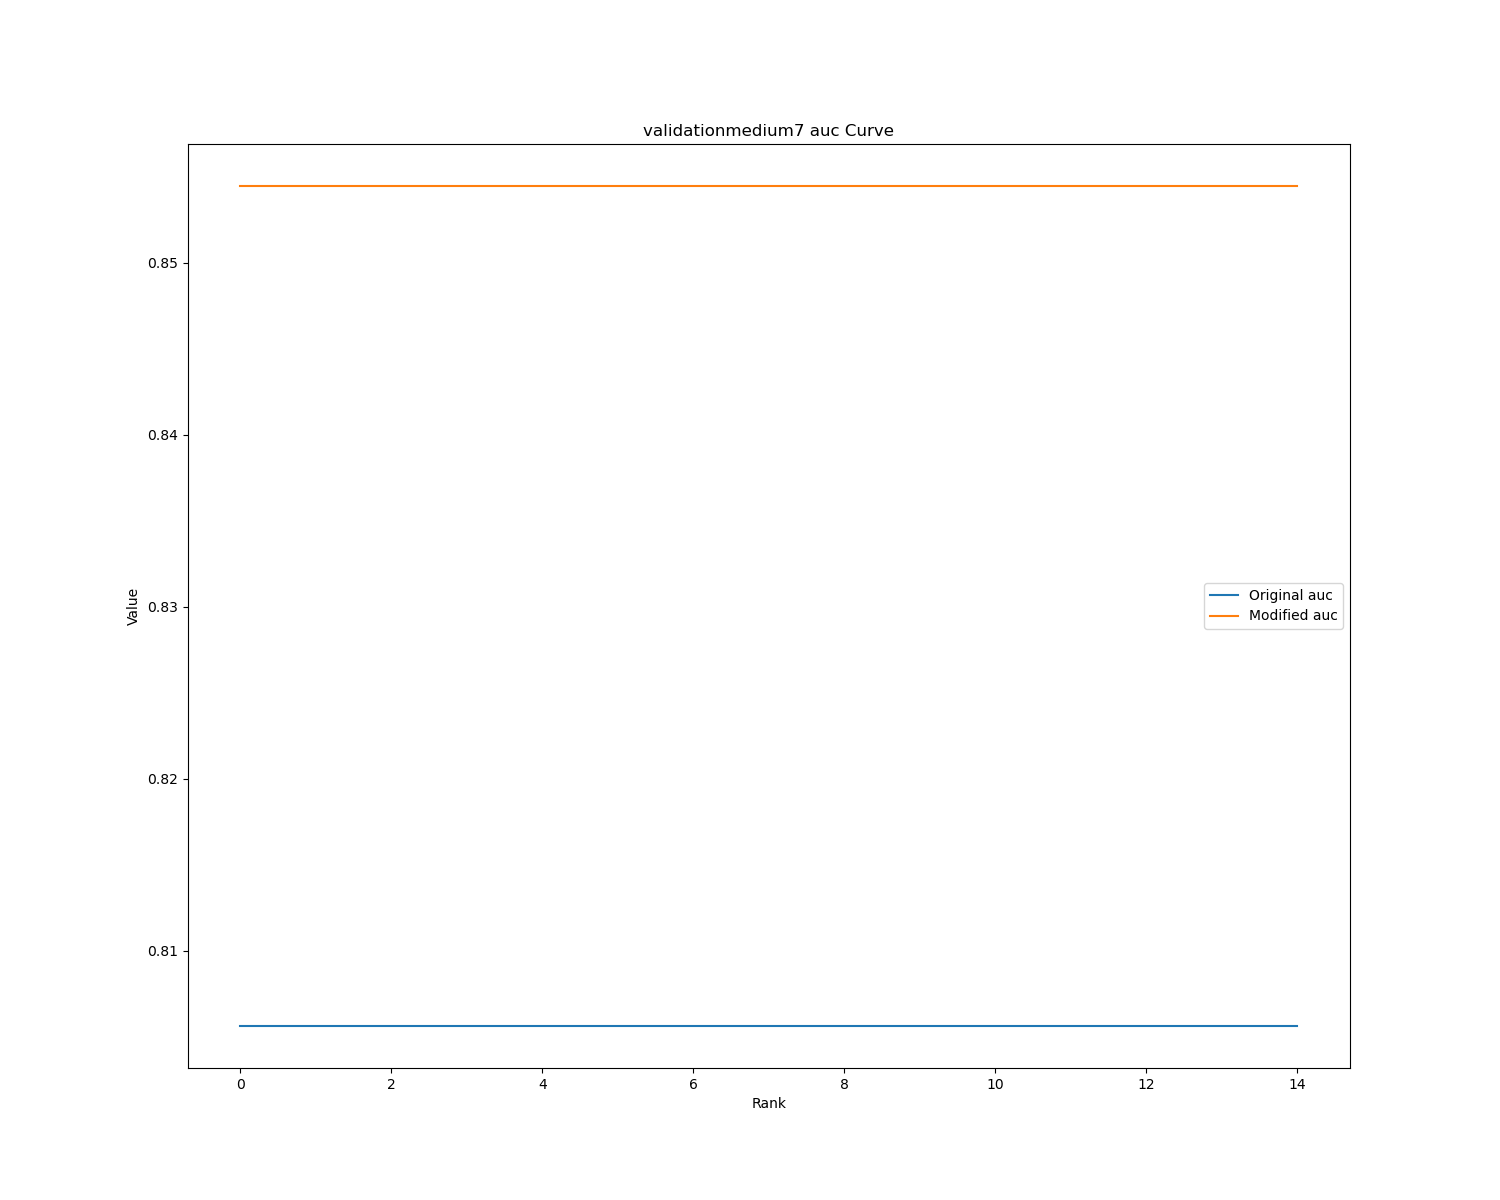 validationmedium7 auc Curve
Value
0.85
0.84
0.83
0.82
0.81
Original auc
Modified auc
0 2 4 6 8 10 12 14
Rank